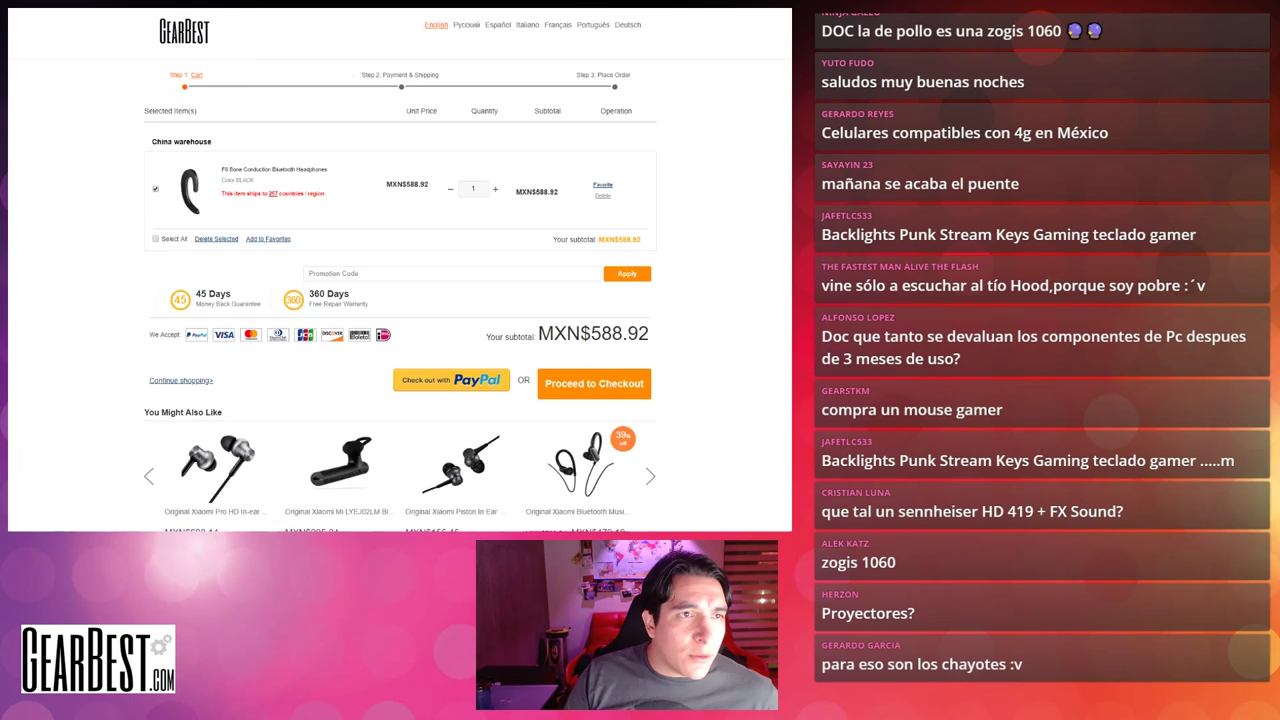 GEARBEST
English Русский Español Italiano Français Português Deutsch
Step 1: Cart
Step 2: Payment & Shipping
Step 3: Place Order
Selected Item(s) Unit Price Quantity Subtotal Operation
China warehouse
F6 Bone Conduction Bluetooth Headphones
Color BLACK
This item ships to 257 countries / region
MXN$588.92
− 1 +
MXN$588.92
Favorite
Delete
Select All Delete Selected Add to Favorites
Your subtotal: MXN$588.92
Promotion Code Apply
45 45 Days
Money Back Guarantee
360 360 Days
Free Repair Warranty
We Accept PayPal VISA MasterCard JCB DISCOVER Boleto iD
Your subtotal: MXN$588.92
Continue shopping>
Check out with PayPal OR Proceed to Checkout
You Might Also Like
39% off
Original Xiaomi Pro HD In-ear ...
Original Xiaomi Mi LYEJ02LM Bl...
Original Xiaomi Piston In Ear ...
Original Xiaomi Bluetooth Musi...
GEARBEST.COM
DOC la de pollo es una zogis 1060
YUTO FUDO
saludos muy buenas noches
GERARDO REYES
Celulares compatibles con 4g en México
SAYAYIN 23
mañana se acaba el puente
JAFETLC533
Backlights Punk Stream Keys Gaming teclado gamer
THE FASTEST MAN ALIVE THE FLASH
vine sólo a escuchar al tío Hood,porque soy pobre :´v
ALFONSO LOPEZ
Doc que tanto se devaluan los componentes de Pc despues
de 3 meses de uso?
GEARSTKM
compra un mouse gamer
JAFETLC533
Backlights Punk Stream Keys Gaming teclado gamer .....m
CRISTIAN LUNA
que tal un sennheiser HD 419 + FX Sound?
ALEK KATZ
zogis 1060
HERZON
Proyectores?
GERARDO GARCIA
para eso son los chayotes :v